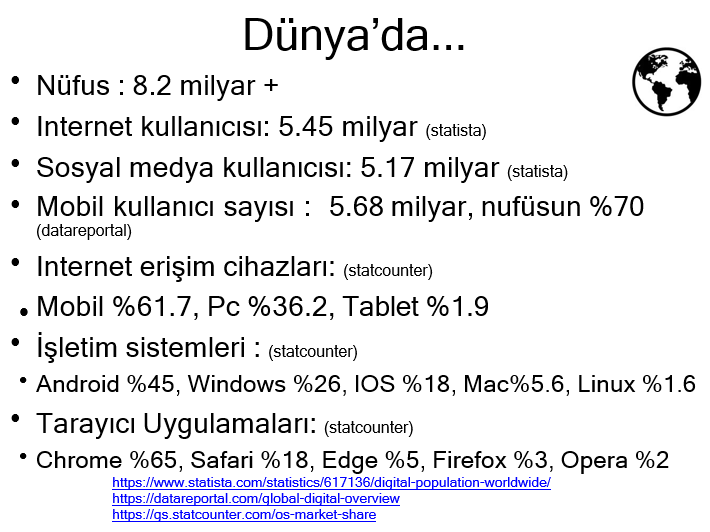 Dünya’da...
• Nüfus : 8.2 milyar +
• Internet kullanıcısı: 5.45 milyar (statista)
• Sosyal medya kullanıcısı: 5.17 milyar (statista)
• Mobil kullanıcı sayısı : 5.68 milyar, nufüsun %70
(datareportal)
• Internet erişim cihazları: (statcounter)
• Mobil %61.7, Pc %36.2, Tablet %1.9
• İşletim sistemleri : (statcounter)
• Android %45, Windows %26, IOS %18, Mac%5.6, Linux %1.6
• Tarayıcı Uygulamaları: (statcounter)
• Chrome %65, Safari %18, Edge %5, Firefox %3, Opera %2
https://www.statista.com/statistics/617136/digital-population-worldwide/
https://datareportal.com/global-digital-overview
https://gs.statcounter.com/os-market-share